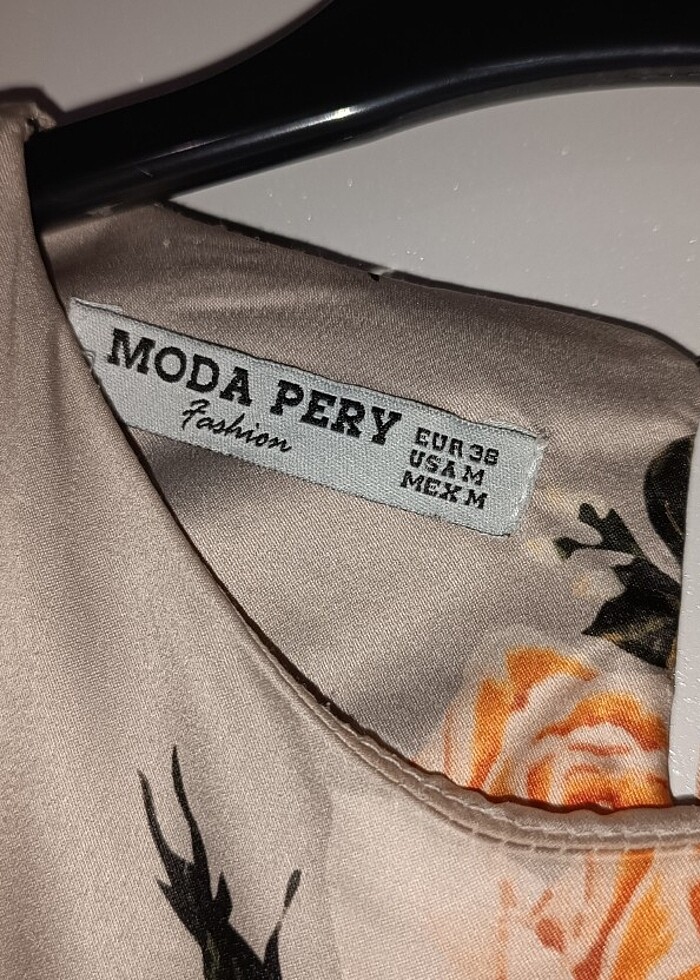 MODA PERY
Fashion
EUR 38
USA M
MEX M